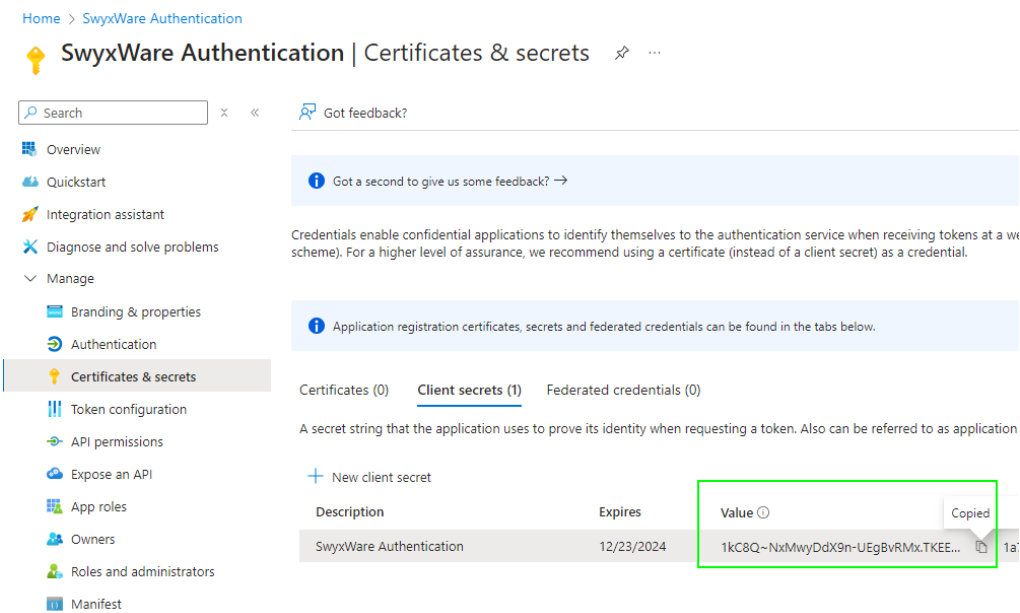 Home > SwyxWare Authentication
SwyxWare Authentication | Certificates & secrets
Search
Got feedback?
Overview
Quickstart
Integration assistant
Diagnose and solve problems
Manage
Branding & properties
Authentication
Certificates & secrets
Token configuration
API permissions
Expose an API
App roles
Owners
Roles and administrators
Manifest
Got a second to give us some feedback?
Credentials enable confidential applications to identify themselves to the authentication service when receiving tokens at a we
scheme). For a higher level of assurance, we recommend using a certificate (instead of a client secret) as a credential.
Application registration certificates, secrets and federated credentials can be found in the tabs below.
Certificates (0) Client secrets (1) Federated credentials (0)
A secret string that the application uses to prove its identity when requesting a token. Also can be referred to as application
New client secret
Description Expires Value Copied
SwyxWare Authentication 12/23/2024 1kC8Q~NxMwyDdX9n-UEgBvRMx.TKEE...